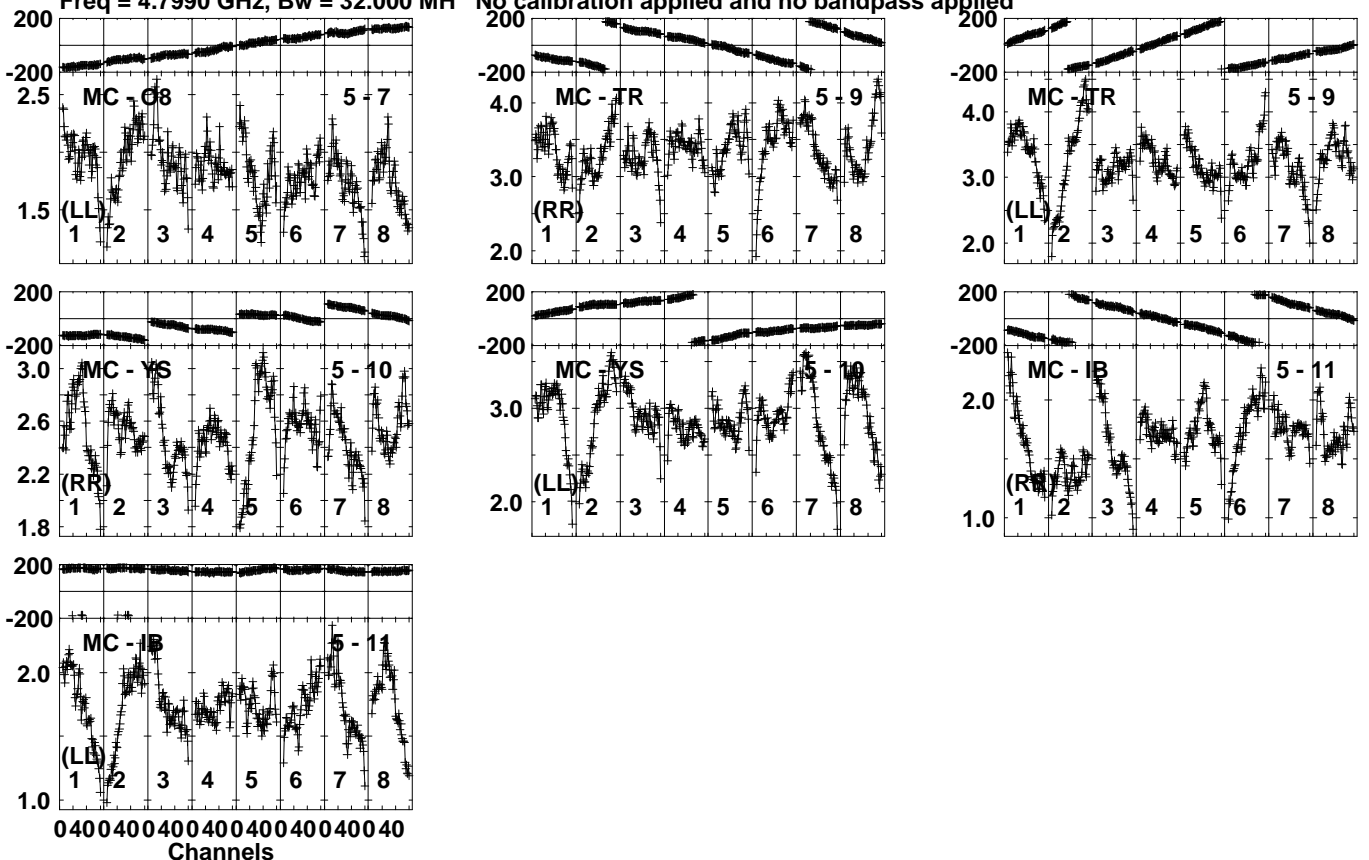 Freq = 4.7990 GHz, Bw = 32.000 MH No calibration applied and no bandpass applied
200
-200
MC - O8 5 - 7
2.5
1.5
(LL)
1 2 3 4 5 6 7 8
200
-200
MC - TR 5 - 9
4.0
3.0
2.0
(RR)
1 2 3 4 5 6 7 8
200
-200
MC - TR 5 - 9
4.0
3.0
2.0
(LL)
1 2 3 4 5 6 7 8
200
-200
MC - YS 5 - 10
3.0
2.6
2.2
1.8
(RR)
1 2 3 4 5 6 7 8
200
-200
MC - YS 5 - 10
3.0
2.0
(LL)
1 2 3 4 5 6 7 8
200
-200
MC - IB 5 - 11
2.0
1.0
(RR)
1 2 3 4 5 6 7 8
200
-200
MC - IB 5 - 11
2.0
1.0
(LL)
1 2 3 4 5 6 7 8
0 40 0 40 0 40 0 40 0 40 0 40 0 40 0 40
Channels